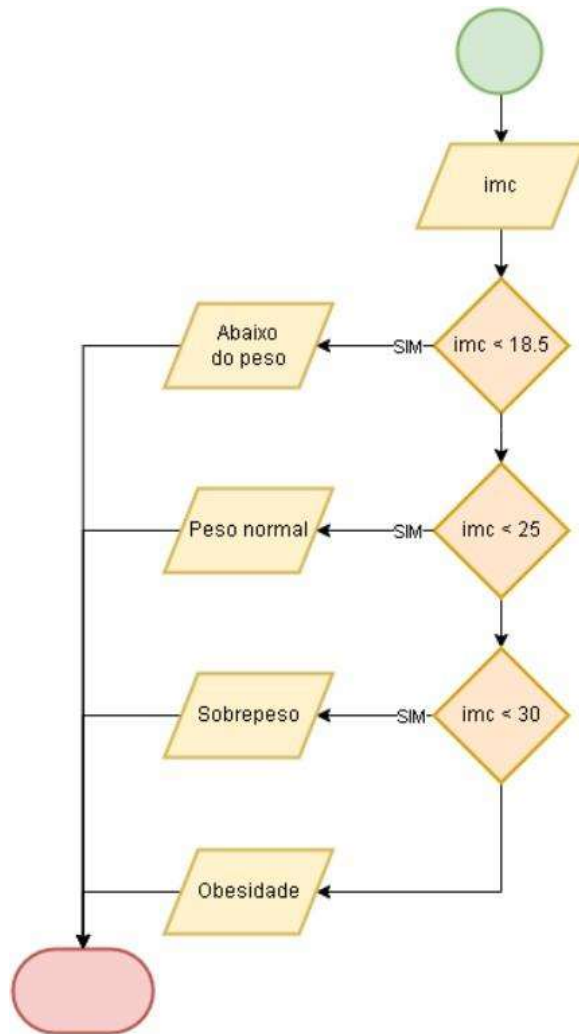 imc
Abaixo
do peso
SIM
imc < 18.5
Peso normal
SIM
imc < 25
Sobrepeso
SIM
imc < 30
Obesidade